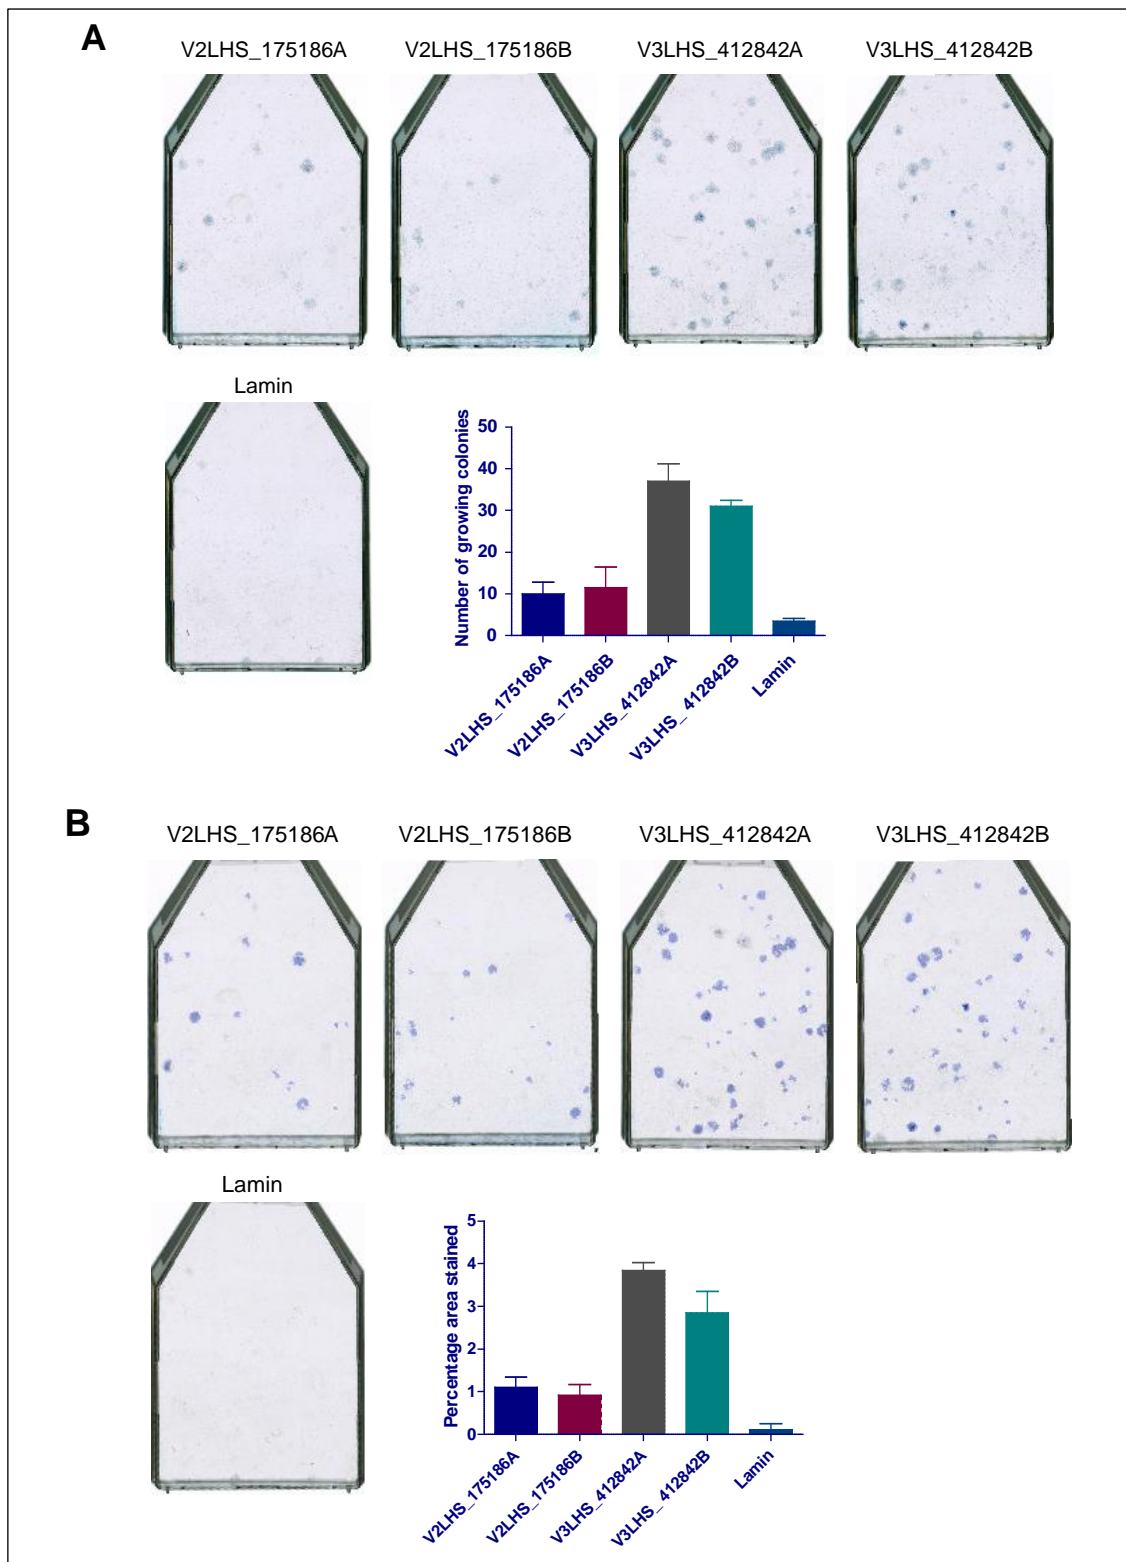 A
V2LHS_175186A
V2LHS_175186B
V3LHS_412842A
V3LHS_412842B
Lamin
Number of growing colonies
50
40
30
20
10
0
V2LHS_175186A
V2LHS_175186B
V3LHS_412842A
V3LHS_412842B
Lamin
B
V2LHS_175186A
V2LHS_175186B
V3LHS_412842A
V3LHS_412842B
Lamin
Percentage area stained
5
4
3
2
1
0
V2LHS_175186A
V2LHS_175186B
V3LHS_412842A
V3LHS_412842B
Lamin